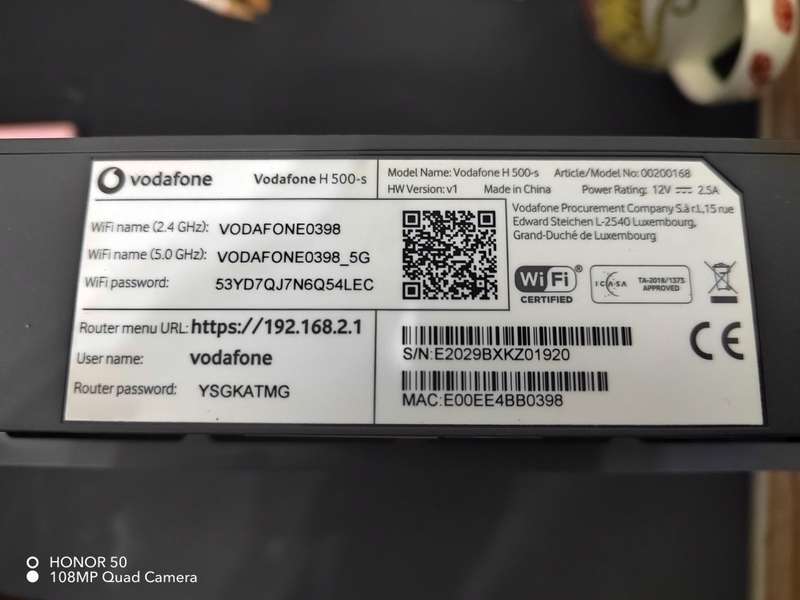 vodafone
Vodafone H 500-s
Model Name: Vodafone H 500-s Article/Model No: 00200168
HW Version: v1 Made in China Power Rating: 12V 2.5A
WiFi name (2.4 GHz): VODAFONE0398
WiFi name (5.0 GHz): VODAFONE0398_5G
WiFi password: 53YD7QJ7N6Q54LEC
Vodafone Procurement Company S.à r.l, 15 rue
Edward Steichen L-2540 Luxembourg,
Grand-Duché de Luxembourg
WiFi®
CERTIFIED
ICASA
TA-2018/1373
APPROVED
Router menu URL: https://192.168.2.1
User name: vodafone
Router password: YSGKATMG
S/N:E2029BXKZ01920
MAC:E00EE4BB0398
CE
HONOR 50
108MP Quad Camera